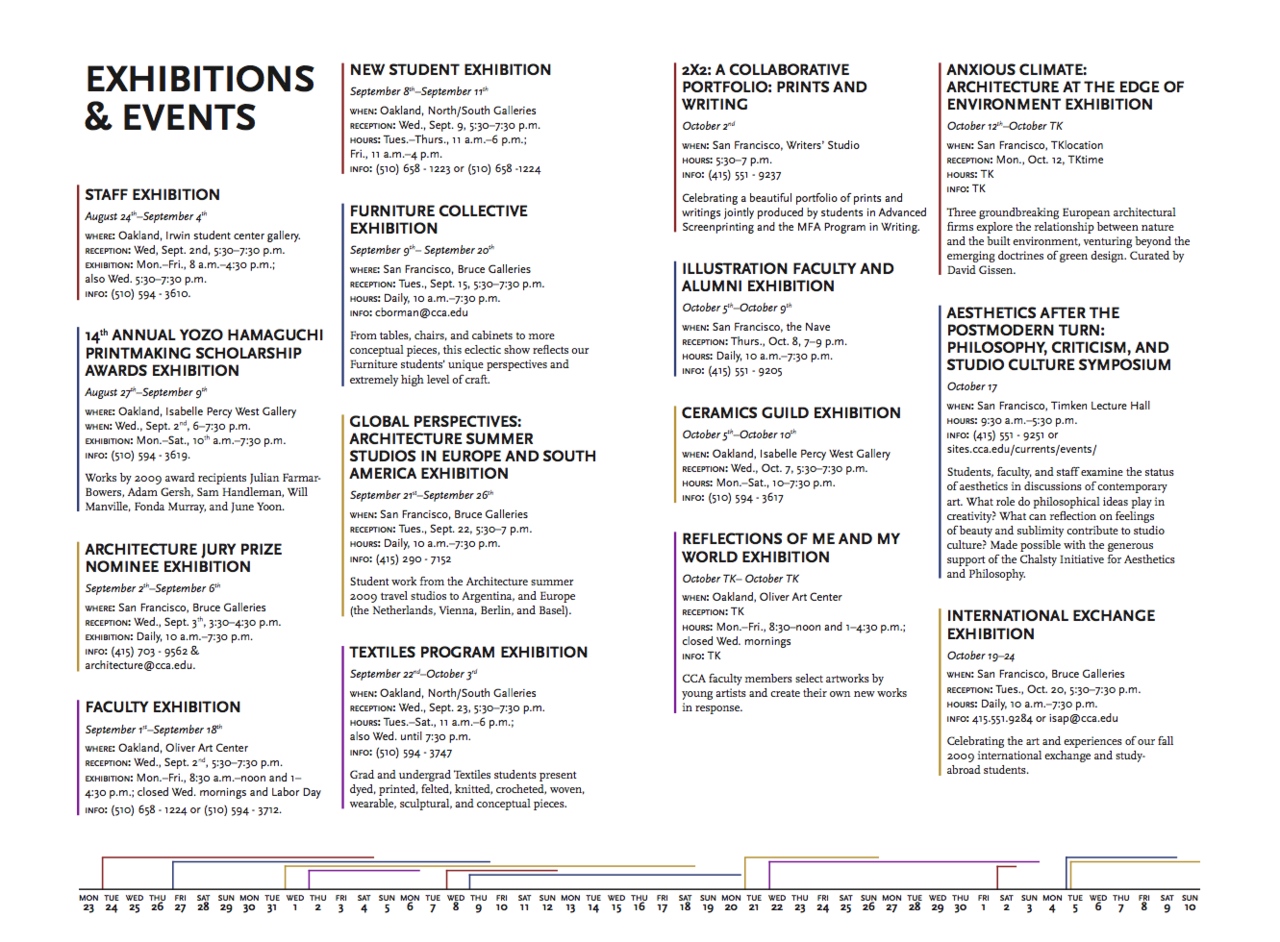 EXHIBITIONS
& EVENTS
STAFF EXHIBITION
August 24th–September 4th
WHERE: Oakland, Irwin student center gallery.
RECEPTION: Wed, Sept. 2nd, 5:30–7:30 p.m.
EXHIBITION: Mon.–Fri., 8 a.m.–4:30 p.m.;
also Wed. 5:30–7:30 p.m.
INFO: (510) 594 - 3610.
14th ANNUAL YOZO HAMAGUCHI
PRINTMAKING SCHOLARSHIP
AWARDS EXHIBITION
August 27th–September 9th
WHERE: Oakland, Isabelle Percy West Gallery
WHEN: Wed., Sept. 2nd, 6–7:30 p.m.
EXHIBITION: Mon.–Sat., 10th a.m.–7:30 p.m.
INFO: (510) 594 - 3619.
Works by 2009 award recipients Julian Farmar-
Bowers, Adam Gersh, Sam Handleman, Will
Manville, Fonda Murray, and June Yoon.
ARCHITECTURE JURY PRIZE
NOMINEE EXHIBITION
September 2th–September 6th
WHERE: San Francisco, Bruce Galleries
RECEPTION: Wed., Sept. 3th, 3:30–4:30 p.m.
EXHIBITION: Daily, 10 a.m.–7:30 p.m.
INFO: (415) 703 - 9562 &
architecture@cca.edu.
FACULTY EXHIBITION
September 1st–September 18th
WHERE: Oakland, Oliver Art Center
RECEPTION: Wed., Sept. 2nd, 5:30–7:30 p.m.
EXHIBITION: Mon.–Fri., 8:30 a.m.–noon and 1–
4:30 p.m.; closed Wed. mornings and Labor Day
INFO: (510) 658 - 1224 or (510) 594 - 3712.
NEW STUDENT EXHIBITION
September 8th–September 11th
WHEN: Oakland, North/South Galleries
RECEPTION: Wed., Sept. 9, 5:30–7:30 p.m.
HOURS: Tues.–Thurs., 11 a.m.–6 p.m.;
Fri., 11 a.m.–4 p.m.
INFO: (510) 658 - 1223 or (510) 658 -1224
FURNITURE COLLECTIVE
EXHIBITION
September 9th– September 20th
WHERE: San Francisco, Bruce Galleries
RECEPTION: Tues., Sept. 15, 5:30–7:30 p.m.
HOURS: Daily, 10 a.m.–7:30 p.m.
INFO: cborman@cca.edu
From tables, chairs, and cabinets to more
conceptual pieces, this eclectic show reflects our
Furniture students' unique perspectives and
extremely high level of craft.
GLOBAL PERSPECTIVES:
ARCHITECTURE SUMMER
STUDIOS IN EUROPE AND SOUTH
AMERICA EXHIBITION
September 21st–September 26th
WHEN: San Francisco, Bruce Galleries
RECEPTION: Tues., Sept. 22, 5:30–7 p.m.
HOURS: Daily, 10 a.m.–7:30 p.m.
INFO: (415) 290 - 7152
Student work from the Architecture summer
2009 travel studios to Argentina, and Europe
(the Netherlands, Vienna, Berlin, and Basel).
TEXTILES PROGRAM EXHIBITION
September 22nd–October 3rd
WHEN: Oakland, North/South Galleries
RECEPTION: Wed., Sept. 23, 5:30–7:30 p.m.
HOURS: Tues.–Sat., 11 a.m.–6 p.m.;
also Wed. until 7:30 p.m.
INFO: (510) 594 - 3747
Grad and undergrad Textiles students present
dyed, printed, felted, knitted, crocheted, woven,
wearable, sculptural, and conceptual pieces.
2X2: A COLLABORATIVE
PORTFOLIO: PRINTS AND
WRITING
October 2nd
WHEN: San Francisco, Writers' Studio
HOURS: 5:30–7 p.m.
INFO: (415) 551 - 9237
Celebrating a beautiful portfolio of prints and
writings jointly produced by students in Advanced
Screenprinting and the MFA Program in Writing.
ILLUSTRATION FACULTY AND
ALUMNI EXHIBITION
October 5th–October 9th
WHEN: San Francisco, the Nave
RECEPTION: Thurs., Oct. 8, 7–9 p.m.
HOURS: Daily, 10 a.m.–7:30 p.m.
INFO: (415) 551 - 9205
CERAMICS GUILD EXHIBITION
October 5th–October 10th
WHEN: Oakland, Isabelle Percy West Gallery
RECEPTION: Wed., Oct. 7, 5:30–7:30 p.m.
HOURS: Mon.–Sat., 10–7:30 p.m.
INFO: (510) 594 - 3617
REFLECTIONS OF ME AND MY
WORLD EXHIBITION
October TK– October TK
WHEN: Oakland, Oliver Art Center
RECEPTION: TK
HOURS: Mon.–Fri., 8:30–noon and 1–4:30 p.m.;
closed Wed. mornings
INFO: TK
CCA faculty members select artworks by
young artists and create their own new works
in response.
ANXIOUS CLIMATE:
ARCHITECTURE AT THE EDGE OF
ENVIRONMENT EXHIBITION
October 12th–October TK
WHEN: San Francisco, TKlocation
RECEPTION: Mon., Oct. 12, TKtime
HOURS: TK
INFO: TK
Three groundbreaking European architectural
firms explore the relationship between nature
and the built environment, venturing beyond the
emerging doctrines of green design. Curated by
David Gissen.
AESTHETICS AFTER THE
POSTMODERN TURN:
PHILOSOPHY, CRITICISM, AND
STUDIO CULTURE SYMPOSIUM
October 17
WHEN: San Francisco, Timken Lecture Hall
HOURS: 9:30 a.m.–5:30 p.m.
INFO: (415) 551 - 9251 or
sites.cca.edu/currents/events/
Students, faculty, and staff examine the status
of aesthetics in discussions of contemporary
art. What role do philosophical ideas play in
creativity? What can reflection on feelings
of beauty and sublimity contribute to studio
culture? Made possible with the generous
support of the Chalsty Initiative for Aesthetics
and Philosophy.
INTERNATIONAL EXCHANGE
EXHIBITION
October 19–24
WHEN: San Francisco, Bruce Galleries
RECEPTION: Tues., Oct. 20, 5:30–7:30 p.m.
HOURS: Daily, 10 a.m.–7:30 p.m.
INFO: 415.551.9284 or isap@cca.edu
Celebrating the art and experiences of our fall
2009 international exchange and study-
abroad students.
MON TUE WED THU FRI SAT SUN MON TUE WED THU FRI SAT SUN MON TUE WED THU FRI SAT SUN MON THU WED THU FRI SAT SUN MON TUE WED THU FRI SAT SUN MON TUE WED THU FRI SAT SUN MON TUE WED THU FRI SAT SUN
23 24 25 26 27 28 29 30 31 1 2 3 4 5 6 7 8 9 10 11 12 13 14 15 16 17 18 19 20 21 22 23 24 25 26 27 28 29 30 1 2 3 4 5 6 7 8 9 10